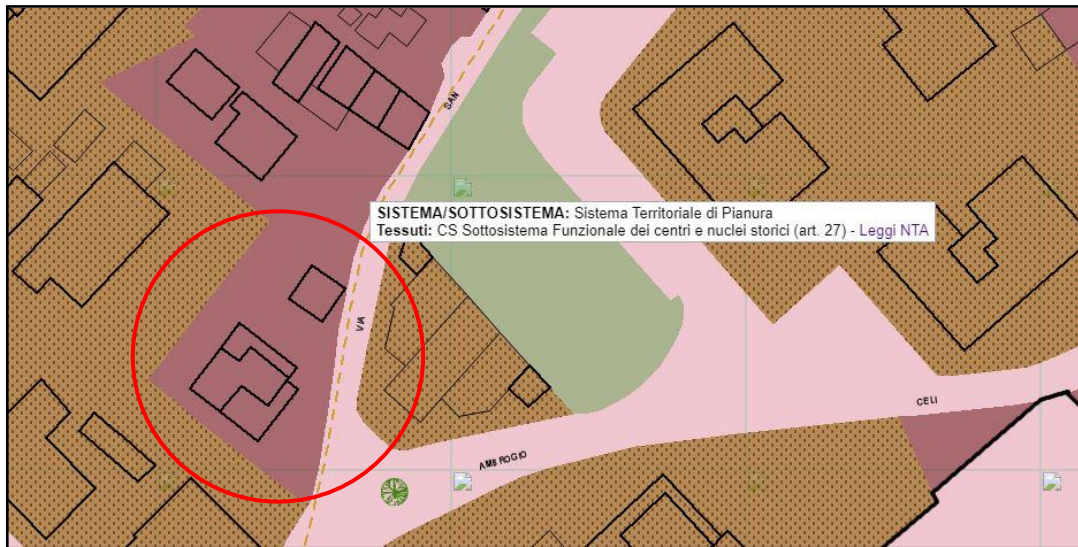 SAN
SISTEMA/SOTTOSISTEMA: Sistema Territoriale di Pianura
Tessuti: CS Sottosistema Funzionale dei centri e nuclei storici (art. 27) - Leggi NTA
VIA
CELI
AMBROGIO